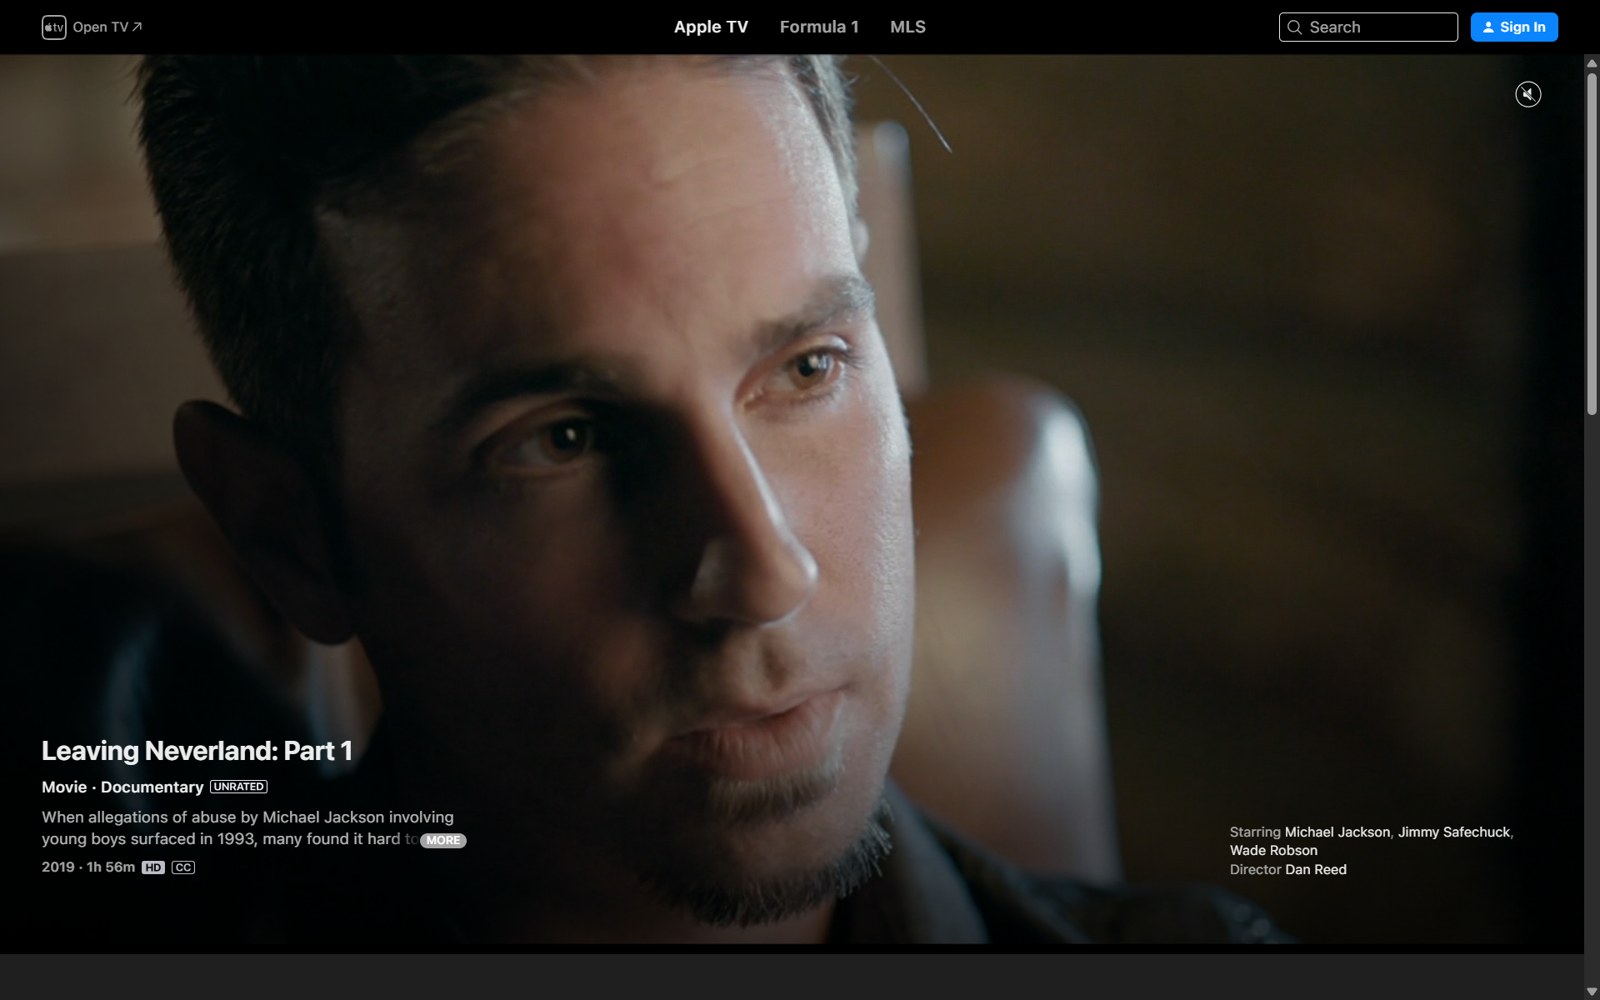 tv Open TV ↗
Apple TV
Formula 1
MLS
Search
Sign In
Leaving Neverland: Part 1
Movie · Documentary UNRATED
When allegations of abuse by Michael Jackson involving
young boys surfaced in 1993, many found it hard to MORE
2019 · 1h 56m HD CC
Starring Michael Jackson, Jimmy Safechuck,
Wade Robson
Director Dan Reed